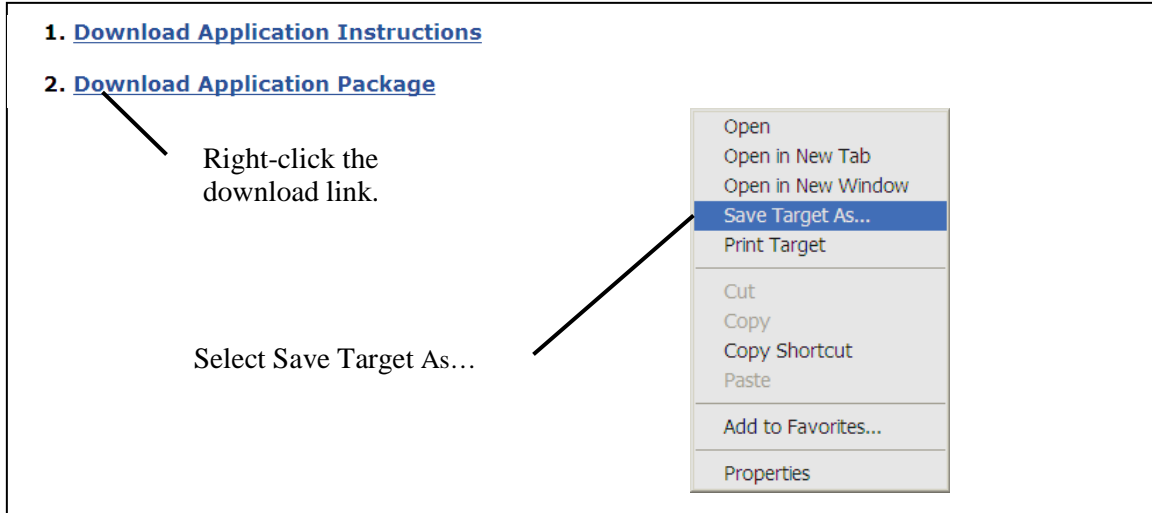 1. Download Application Instructions
2. Download Application Package
Right-click the
download link.
Select Save Target As…
Open
Open in New Tab
Open in New Window
Save Target As...
Print Target
Cut
Copy
Copy Shortcut
Paste
Add to Favorites...
Properties